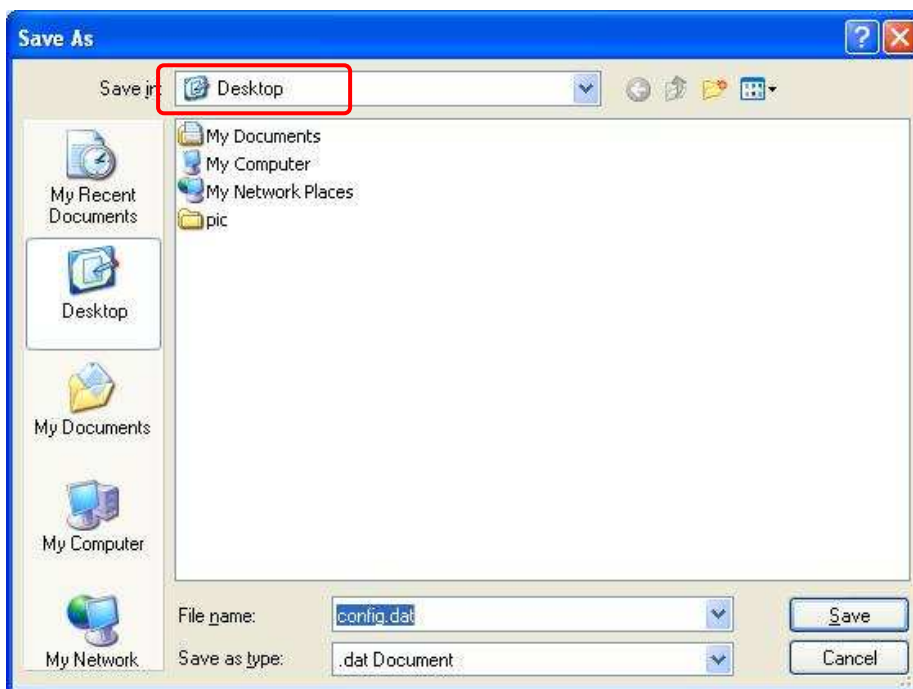 Save As
Save in:
Desktop
My Documents
My Computer
My Network Places
pic
My Recent
Documents
Desktop
My Documents
My Computer
My Network
File name:
config.dat
Save
Save as type:
.dat Document
Cancel